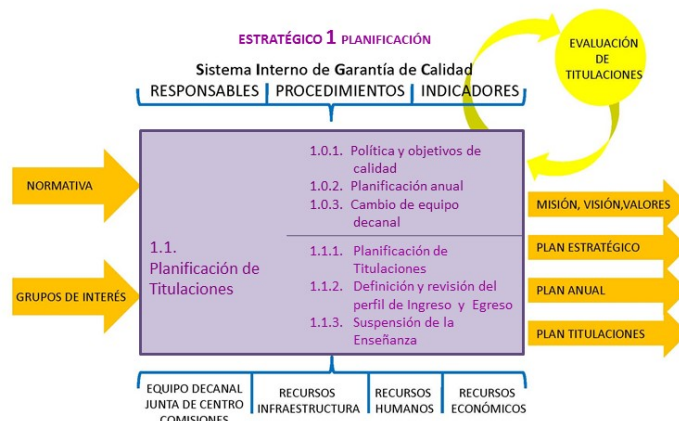 ESTRATÉGICO 1 PLANIFICACIÓN
Sistema Interno de Garantía de Calidad
RESPONSABLES PROCEDIMIENTOS INDICADORES
EVALUACIÓN
DE
TITULACIONES
NORMATIVA
GRUPOS DE INTERÉS
1.1.
Planificación de
Titulaciones
1.0.1. Política y objetivos de
calidad
1.0.2. Planificación anual
1.0.3. Cambio de equipo
decanal
1.1.1. Planificación de
Titulaciones
1.1.2. Definición y revisión del
perfil de Ingreso y Egreso
1.1.3. Suspensión de la
Enseñanza
MISIÓN, VISIÓN,VALORES
PLAN ESTRATÉGICO
PLAN ANUAL
PLAN TITULACIONES
EQUIPO DECANAL
JUNTA DE CENTRO
COMISIONES
RECURSOS
INFRAESTRUCTURA
RECURSOS
HUMANOS
RECURSOS
ECONÓMICOS